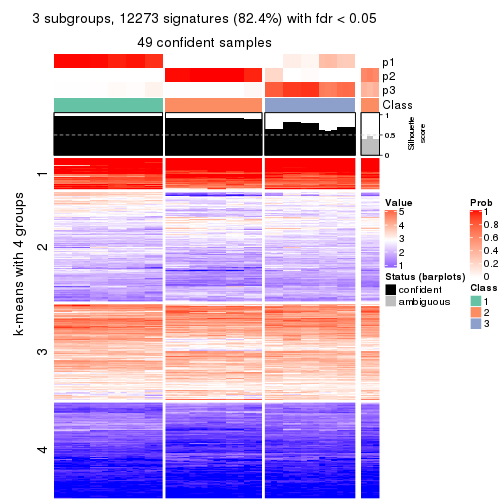 3 subgroups, 12273 signatures (82.4%) with fdr < 0.05
49 confident samples
p1
p2
p3
Class
1
0.5
0
Silhouette
score
k-means with 4 groups
1
2
3
4
Value
5
4
3
2
1
Status (barplots)
confident
ambiguous
Prob
1
0.8
0.6
0.4
0.2
0
Class
1
2
3